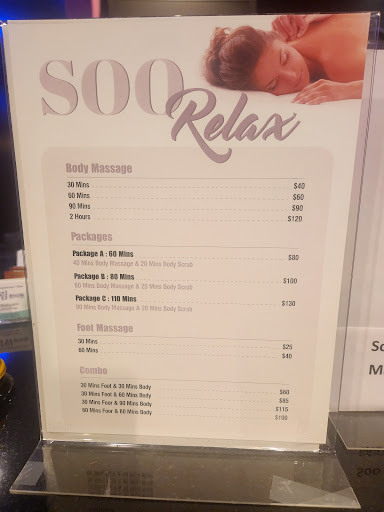 SOO
Relax
Body Massage
30 Mins $40
60 Mins $60
90 Mins $90
2 Hours $120
Packages
Package A : 60 Mins $80
40 Mins Body Massage & 20 Mins Body Scrub
Package B : 80 Mins $100
60 Mins Body Massage & 20 Mins Body Scrub
Package C : 110 Mins $130
90 Mins Body Massage & 20 Mins Body Scrub
Foot Massage
30 Mins $25
60 Mins $40
Combo
30 Mins Foot & 30 Mins Body $60
30 Mins Foot & 60 Mins Body $85
30 Mins Foot & 90 Mins Body $115
60 Mins Body $100